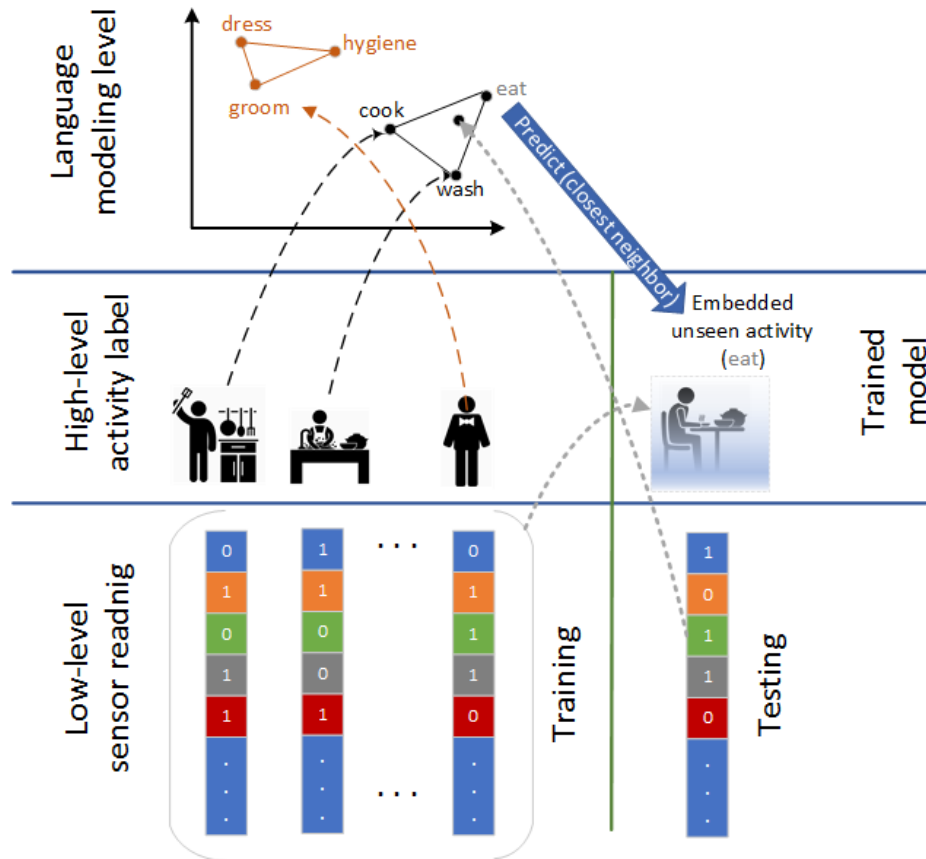 Language
modeling level
dress
hygiene
groom
cook
eat
wash
Predict (closest neighbor)
High-level
activity label
Embedded
unseen activity
(eat)
Trained
model
Low-level
sensor readnig
0 1 ... 0 1
1 1 1 0
0 0 1 1
1 0 1 1
1 1 0 0
. . . .
. . ... . .
. . . .
Training
Testing